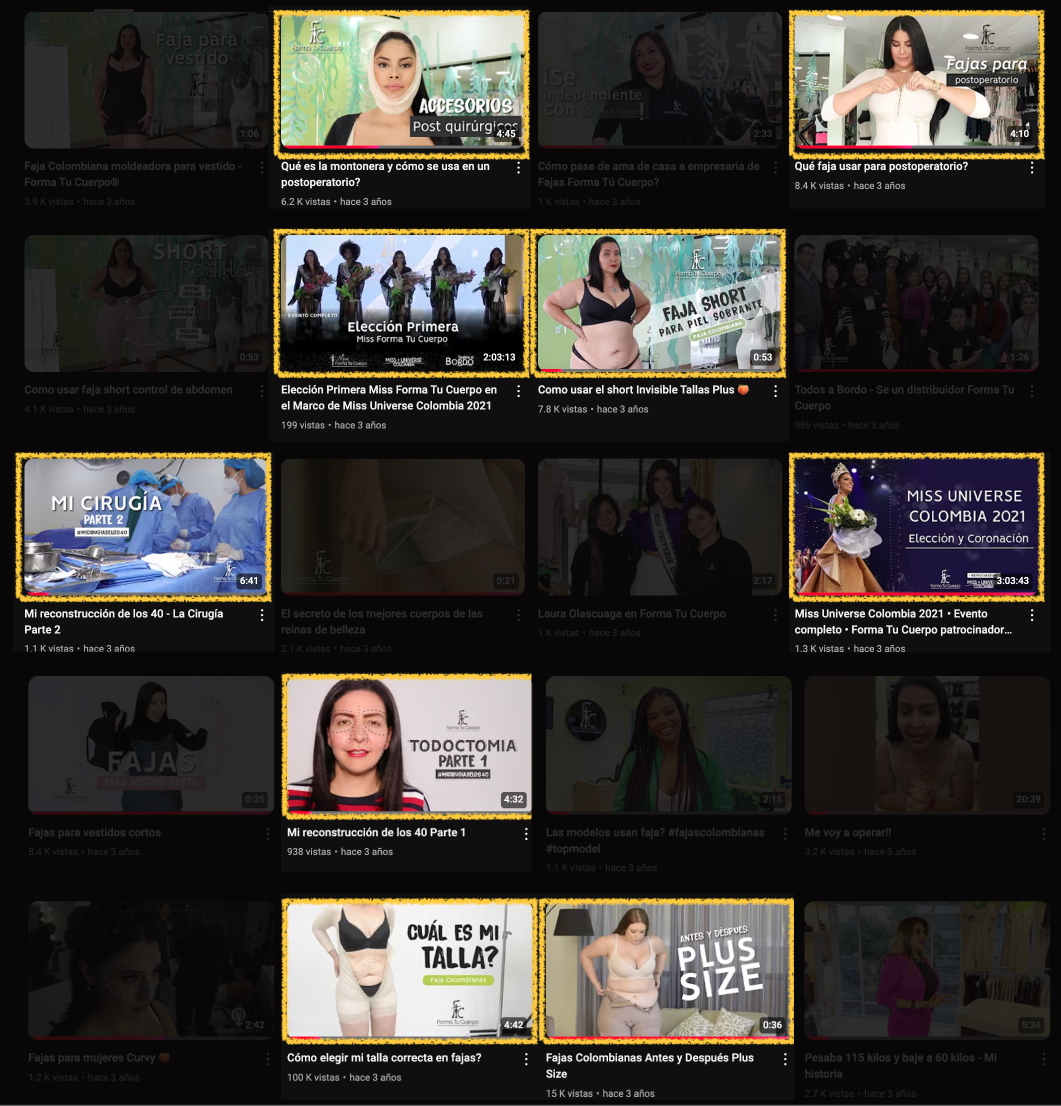 Faja para
vestido
1:06
Faja Colombiana moldeadora para vestido -
Forma Tu Cuerpo®
3.9 K vistas • hace 3 años
Forma Tu Cuerpo
ACCESORIOS
Post quirúrgicos
4:45
Qué es la montonera y cómo se usa en un
postoperatorio?
6.2 K vistas • hace 3 años
¡Se
independiente
con
2:33
Cómo pase de ama de casa a empresaria de
Fajas Forma Tú Cuerpo?
1 K vistas • hace 3 años
Forma Tu Cuerpo
Fajas para
postoperatorio
4:10
Qué faja usar para postoperatorio?
8.4 K vistas • hace 3 años
SHORT
Rodilla
0:53
Como usar faja short control de abdomen
4.1 K vistas • hace 3 años
EVENTO COMPLETO
Elección Primera
Miss Forma Tu Cuerpo
MISS UNIVERSE
COLOMBIA
BORDO
2:03:13
Elección Primera Miss Forma Tu Cuerpo en
el Marco de Miss Universe Colombia 2021
199 vistas • hace 3 años
Forma Tu Cuerpo
FAJA SHORT
PARA PIEL SOBRANTE
FAJA COLOMBIANA
0:53
Como usar el short Invisible Tallas Plus
7.8 K vistas • hace 3 años
1:26
Todos a Bordo - Se un distribuidor Forma Tu
Cuerpo
986 vistas • hace 3 años
MI CIRUGÍA
PARTE 2
#MICIRUGIADELOS40
6:41
Mi reconstrucción de los 40 - La Cirugía
Parte 2
1.1 K vistas • hace 3 años
0:21
El secreto de los mejores cuerpos de las
reinas de belleza
2.1 K vistas • hace 3 años
2:17
Laura Olascuaga en Forma Tu Cuerpo
1 K vistas • hace 3 años
MISS UNIVERSE
COLOMBIA 2021
Elección y Coronación
3:03:43
Miss Universe Colombia 2021 • Evento
completo • Forma Tu Cuerpo patrocinador...
1.3 K vistas • hace 3 años
FAJAS
PARA VESTIDO CORTO
0:25
Fajas para vestidos cortos
8.4 K vistas • hace 3 años
Forma Tu Cuerpo
TODOCTOMIA
PARTE 1
#MICIRUGIADELOS40
4:32
Mi reconstrucción de los 40 Parte 1
938 vistas • hace 3 años
2:15
Las modelos usan faja? #fajascolombianas
#topmodel
1.1 K vistas • hace 3 años
20:39
Me voy a operar!!
3.2 K vistas • hace 3 años
2:42
Fajas para mujeres Curvy
1.2 K vistas • hace 3 años
CUÁL ES MI
TALLA?
Faja Colombianas
Forma Tu Cuerpo
4:42
Cómo elegir mi talla correcta en fajas?
100 K vistas • hace 3 años
ANTES Y DESPUÉS
PLUS
SIZE
0:36
Fajas Colombianas Antes y Después Plus
Size
15 K vistas • hace 3 años
5:34
Pesaba 115 kilos y baje a 60 kilos - Mi
historia
2.7 K vistas • hace 3 años